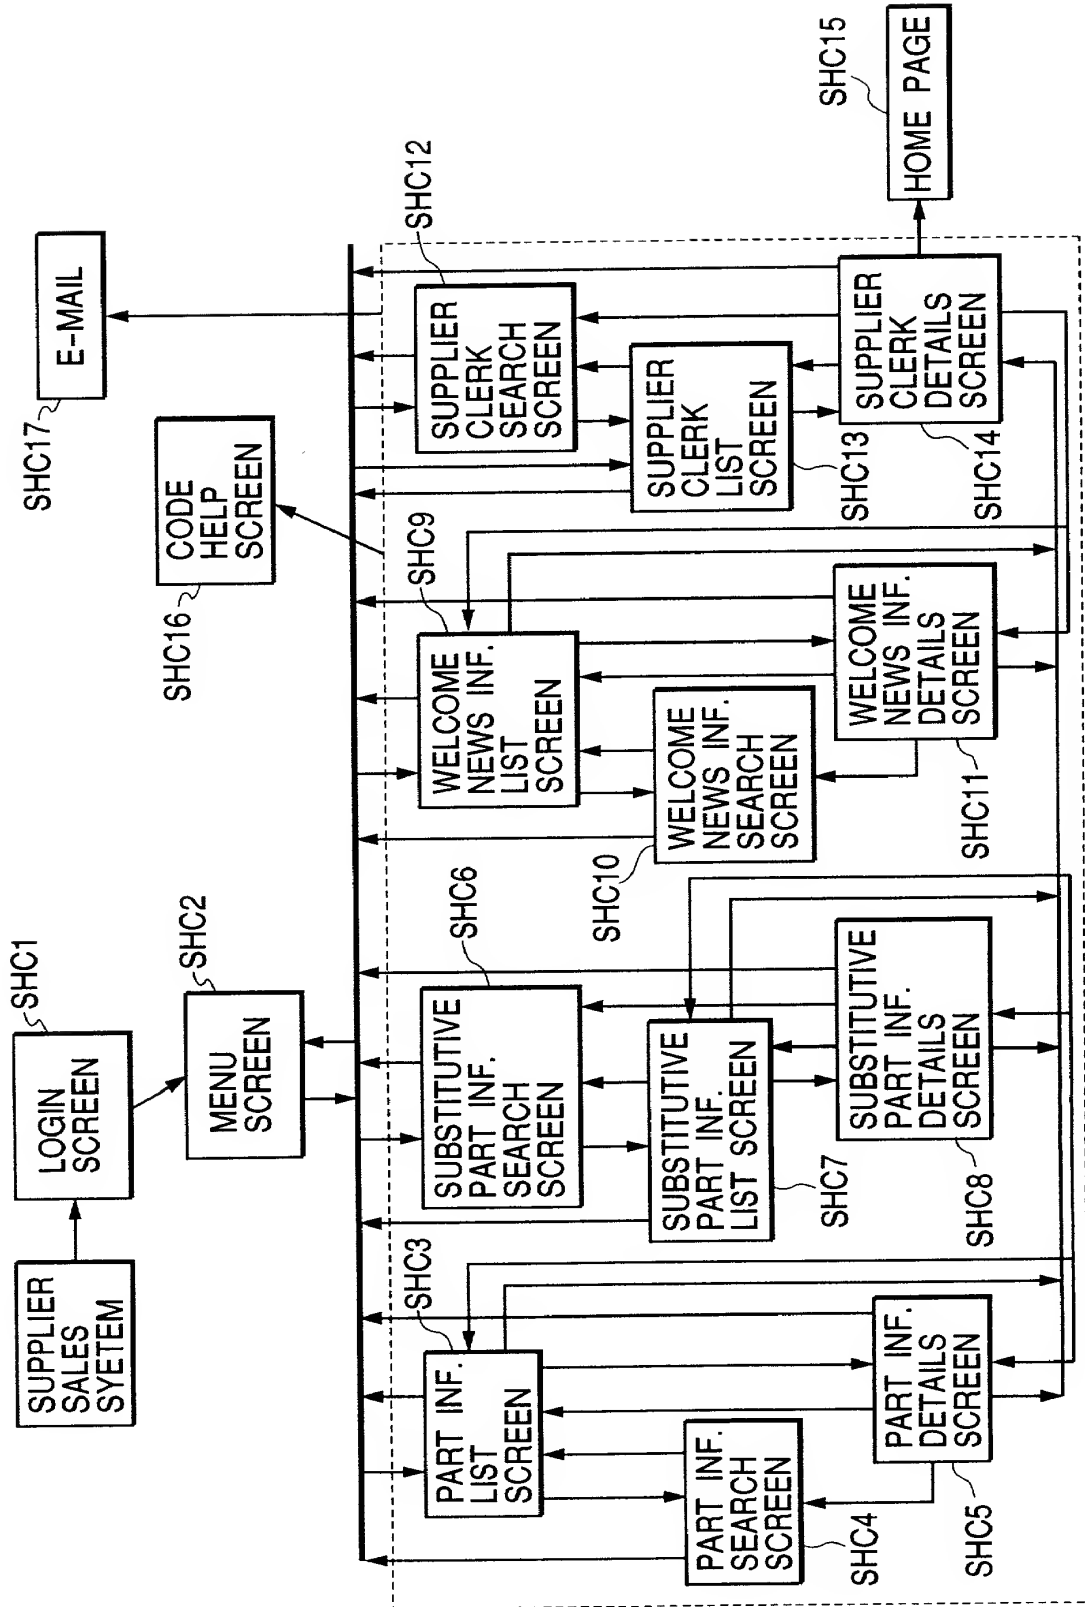 SUPPLIER
SALES
SYETEM
LOGIN
SCREEN
SHC1
MENU
SCREEN
SHC2
CODE
HELP
SCREEN
SHC16
E-MAIL
SHC17
PART INF.
LIST
SCREEN
SHC3
PART INF.
SEARCH
SCREEN
SHC4
PART INF.
DETAILS
SCREEN
SHC5
SUBSTITUTIVE
PART INF.
SEARCH
SCREEN
SHC6
SUBSTITUTIVE
PART INF.
LIST SCREEN
SHC7
SUBSTITUTIVE
PART INF.
DETAILS
SCREEN
SHC8
WELCOME
NEWS INF.
LIST
SCREEN
SHC9
WELCOME
NEWS INF.
SEARCH
SCREEN
SHC10
WELCOME
NEWS INF.
DETAILS
SCREEN
SHC11
SUPPLIER
CLERK
SEARCH
SCREEN
SHC12
SUPPLIER
CLERK
LIST
SCREEN
SHC13
SUPPLIER
CLERK
DETAILS
SCREEN
SHC14
HOME PAGE
SHC15